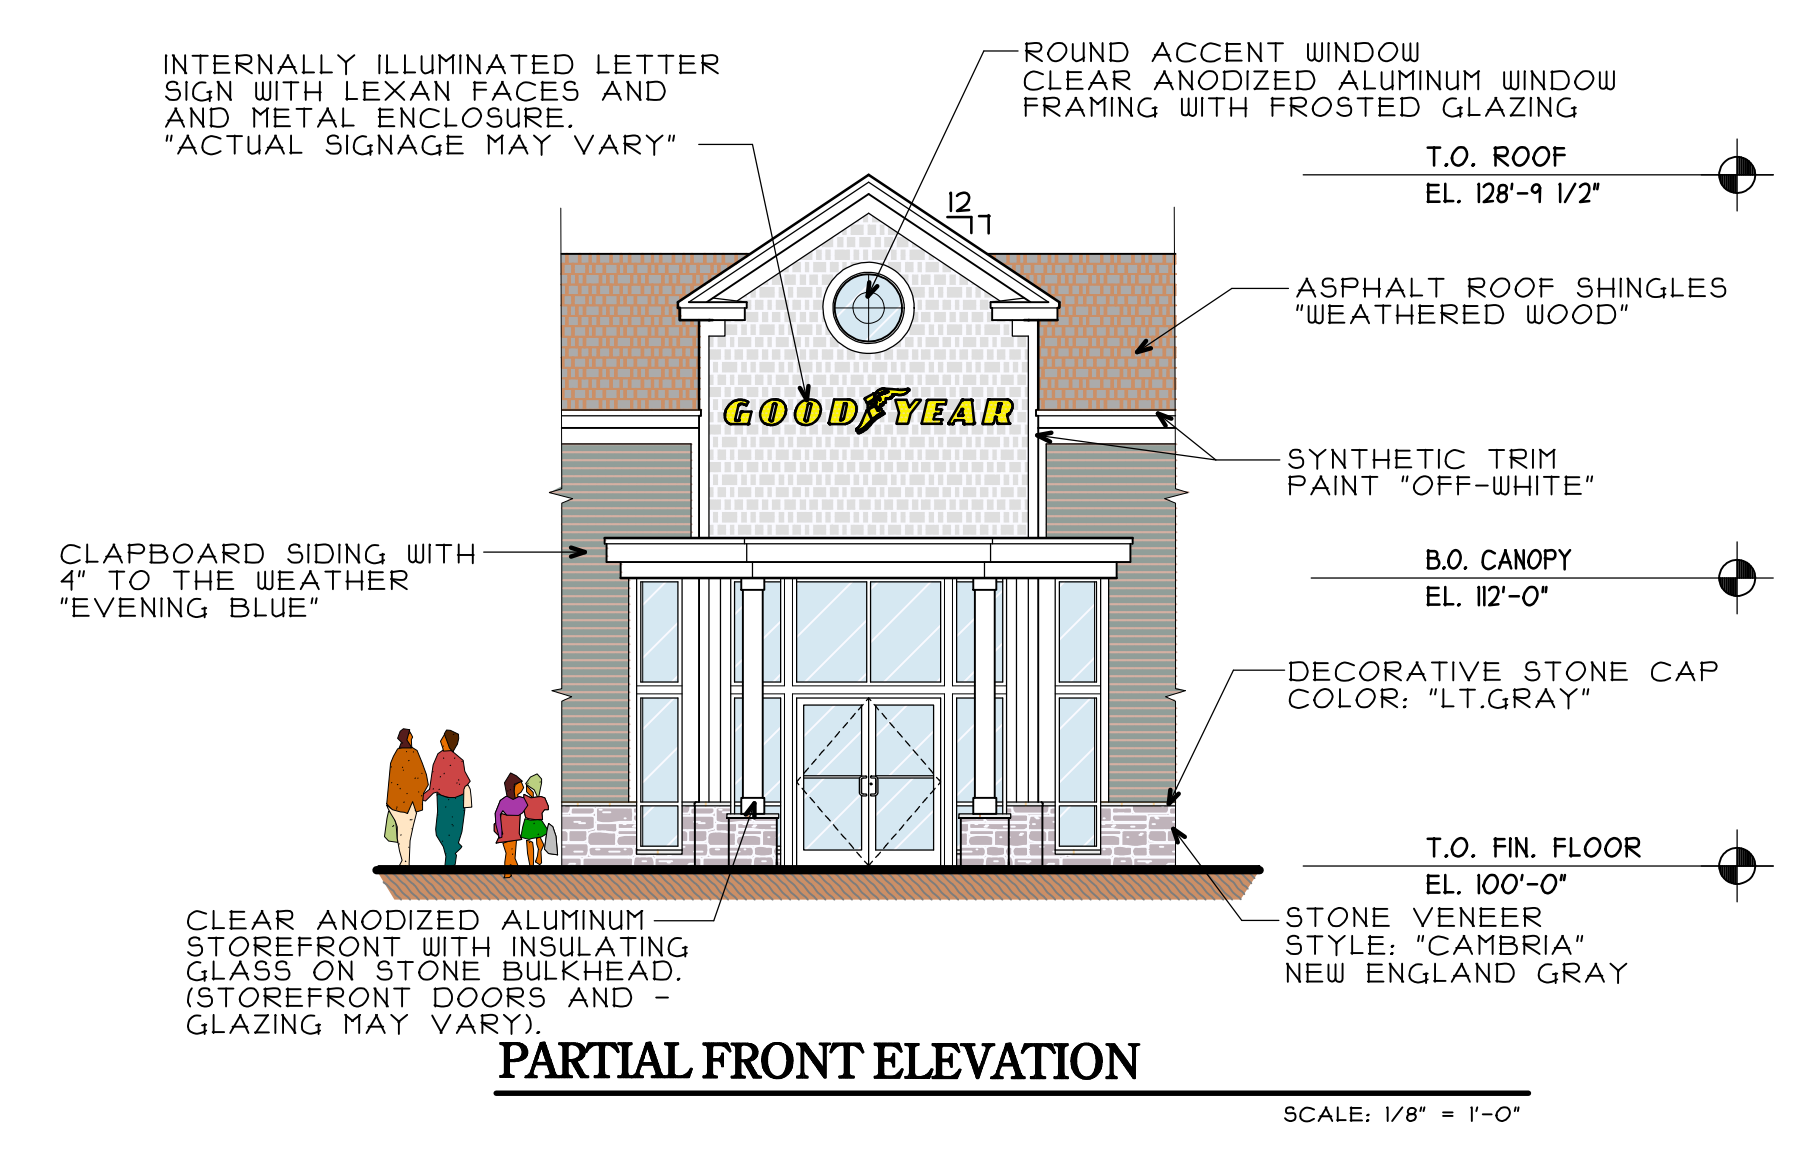 INTERNALLY ILLUMINATED LETTER
SIGN WITH LEXAN FACES AND
AND METAL ENCLOSURE.
"ACTUAL SIGNAGE MAY VARY"
ROUND ACCENT WINDOW
CLEAR ANODIZED ALUMINUM WINDOW
FRAMING WITH FROSTED GLAZING
T.O. ROOF
EL. 128'-9 1/2"
12
7
ASPHALT ROOF SHINGLES
"WEATHERED WOOD"
GOODYEAR
SYNTHETIC TRIM
PAINT "OFF-WHITE"
CLAPBOARD SIDING WITH
4" TO THE WEATHER
"EVENING BLUE"
B.O. CANOPY
EL. 112'-0"
DECORATIVE STONE CAP
COLOR: "LT.GRAY"
T.O. FIN. FLOOR
EL. 100'-0"
STONE VENEER
STYLE: "CAMBRIA"
NEW ENGLAND GRAY
CLEAR ANODIZED ALUMINUM
STOREFRONT WITH INSULATING
GLASS ON STONE BULKHEAD.
(STOREFRONT DOORS AND -
GLAZING MAY VARY).
PARTIAL FRONT ELEVATION
SCALE: 1/8" = 1'-0"